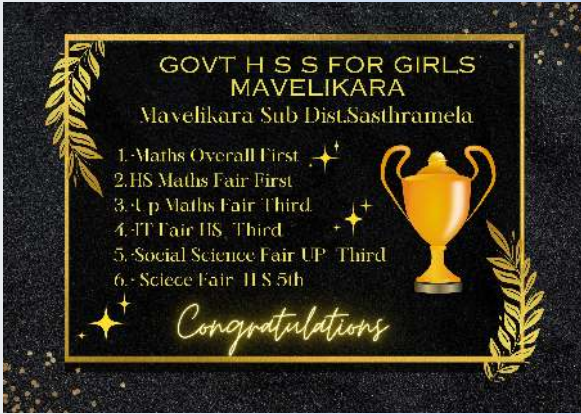 GOVT H S S FOR GIRLS
MAVELIKARA
Mavelikara Sub Dist.Sasthramela
1.-Maths Overall First
2.HS Maths Fair First
3.-Up Maths Fair Third
4.-IT Fair HS, Third
5.-Social Science Fair UP Third
6.- Sciece Fair H S 5th
Congratulations